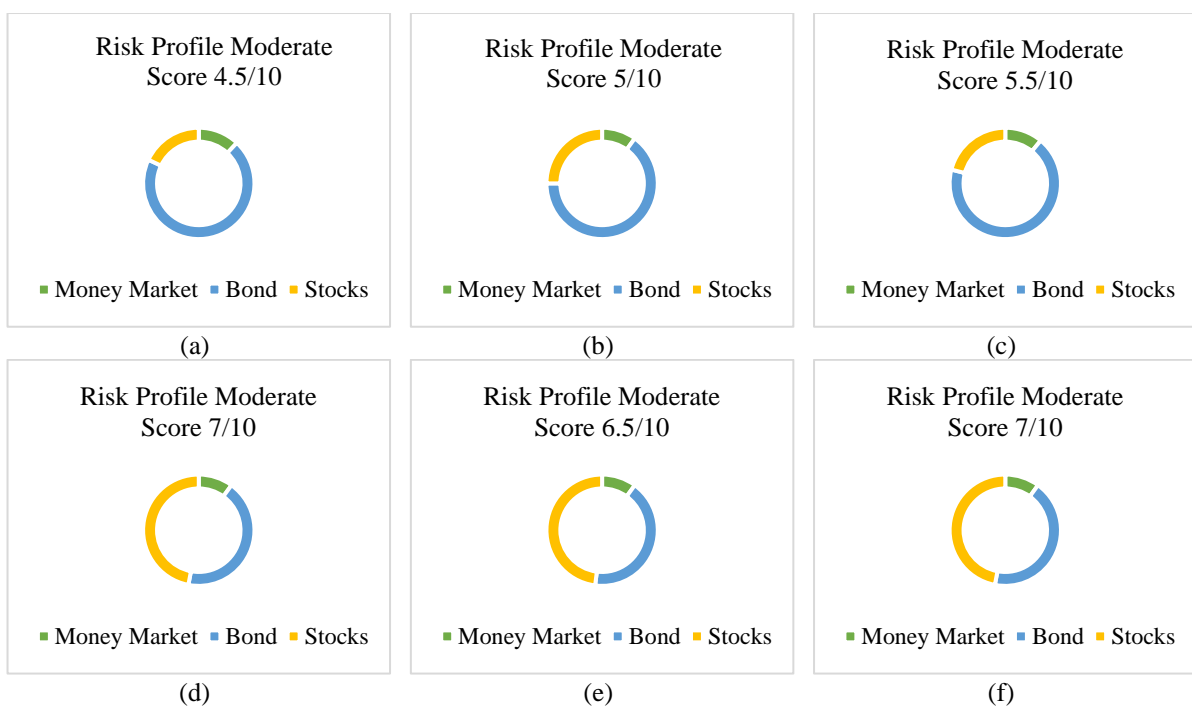 Risk Profile Moderate
Score 4.5/10
Money Market Bond Stocks
(a)
Risk Profile Moderate
Score 5/10
Money Market Bond Stocks
(b)
Risk Profile Moderate
Score 5.5/10
Money Market Bond Stocks
(c)
Risk Profile Moderate
Score 7/10
Money Market Bond Stocks
(d)
Risk Profile Moderate
Score 6.5/10
Money Market Bond Stocks
(e)
Risk Profile Moderate
Score 7/10
Money Market Bond Stocks
(f)